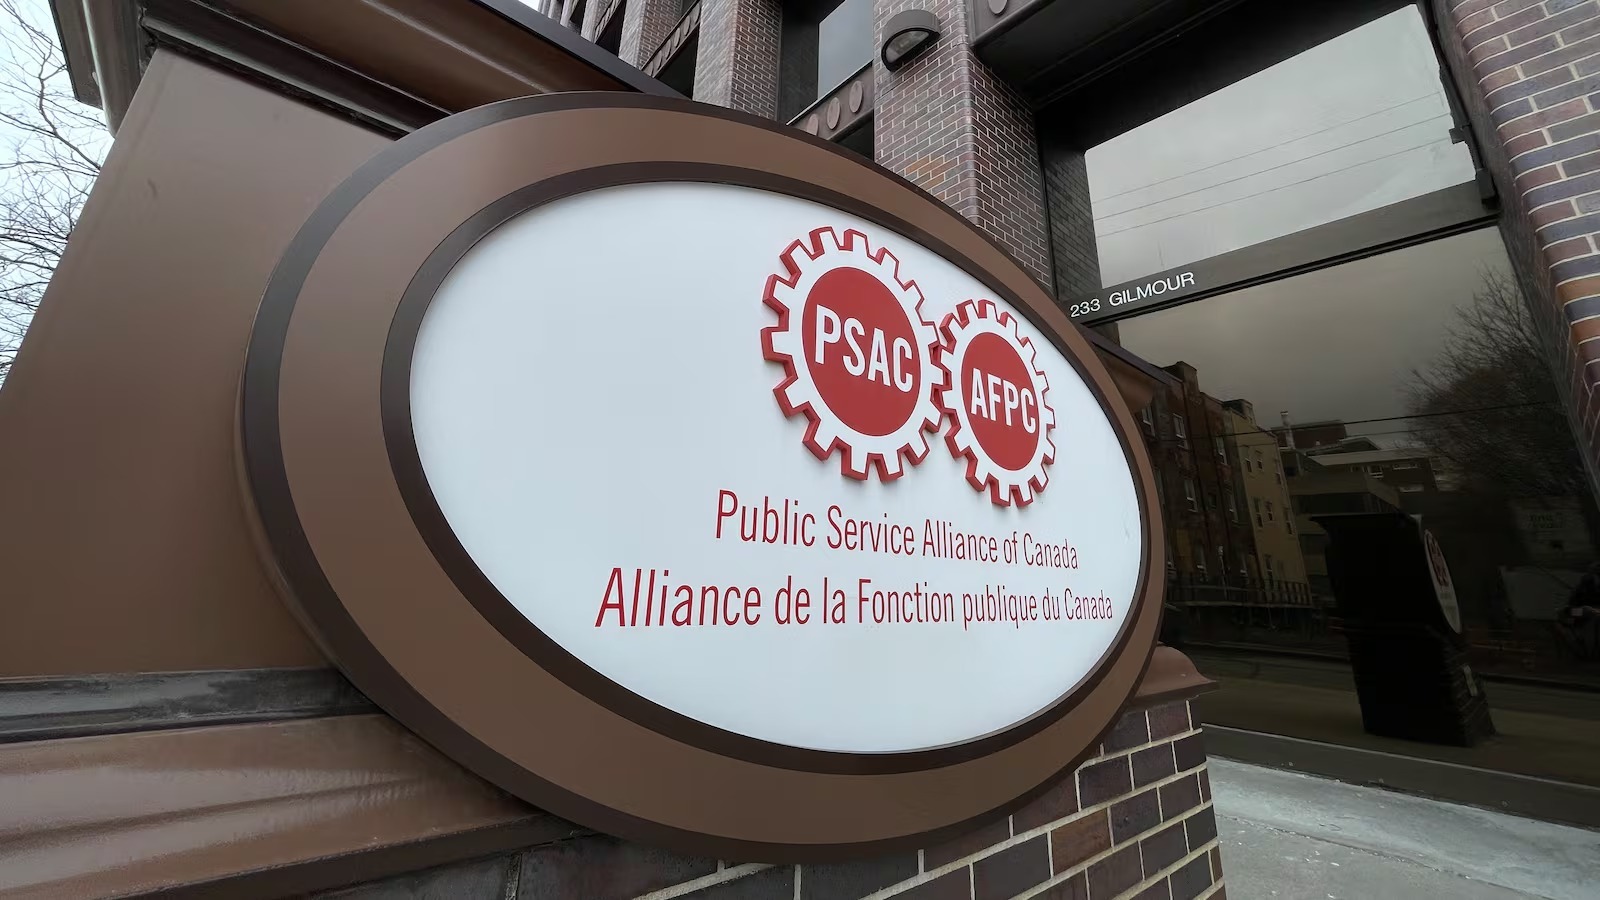 PSAC
AFPC
Public Service Alliance of Canada
Alliance de la Fonction publique du Canada
233 GILMOUR